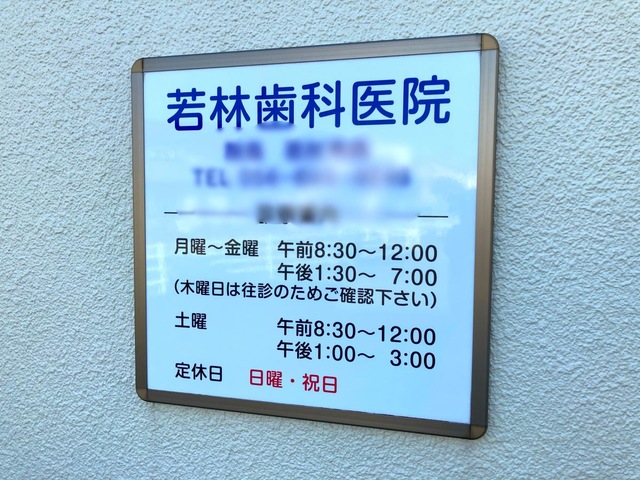 若林歯科医院
TEL
月曜～金曜 午前8:30～12:00
午後1:30～ 7:00
(木曜日は往診のためご確認下さい)
土曜 午前8:30～12:00
午後1:00～ 3:00
定休日 日曜・祝日